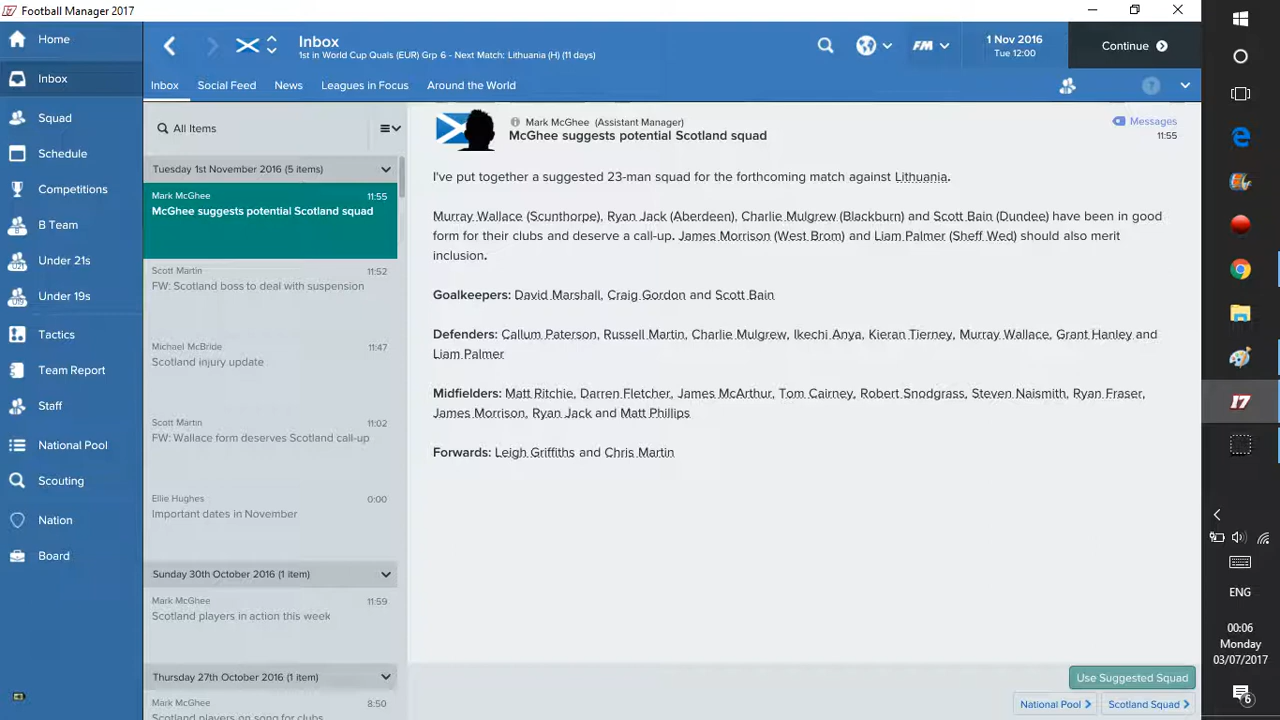 Football Manager 2017
Home
Inbox
Squad
Schedule
Competitions
B Team
Under 21s
Under 19s
Tactics
Team Report
Staff
National Pool
Scouting
Nation
Board
Inbox
1st in World Cup Quals (EUR) Grp 6 - Next Match: Lithuania (H) (11 days)
FM
1 Nov 2016
Tue 12:00
Continue
Inbox
Social Feed
News
Leagues in Focus
Around the World
All Items
Tuesday 1st November 2016 (5 items)
Mark McGhee 11:55
McGhee suggests potential Scotland squad
Scott Martin 11:52
FW: Scotland boss to deal with suspension
Michael McBride 11:47
Scotland injury update
Scott Martin 11:02
FW: Wallace form deserves Scotland call-up
Ellie Hughes 0:00
Important dates in November
Sunday 30th October 2016 (1 item)
Mark McGhee 11:59
Scotland players in action this week
Thursday 27th October 2016 (1 item)
Mark McGhee 8:50
Scotland players on song for clubs
Mark McGhee (Assistant Manager)
McGhee suggests potential Scotland squad
Messages
11:55
I've put together a suggested 23-man squad for the forthcoming match against Lithuania.
Murray Wallace (Scunthorpe), Ryan Jack (Aberdeen), Charlie Mulgrew (Blackburn) and Scott Bain (Dundee) have been in good
form for their clubs and deserve a call-up. James Morrison (West Brom) and Liam Palmer (Sheff Wed) should also merit
inclusion.
Goalkeepers: David Marshall, Craig Gordon and Scott Bain
Defenders: Callum Paterson, Russell Martin, Charlie Mulgrew, Ikechi Anya, Kieran Tierney, Murray Wallace, Grant Hanley and
Liam Palmer
Midfielders: Matt Ritchie, Darren Fletcher, James McArthur, Tom Cairney, Robert Snodgrass, Steven Naismith, Ryan Fraser,
James Morrison, Ryan Jack and Matt Phillips
Forwards: Leigh Griffiths and Chris Martin
Use Suggested Squad
National Pool
Scotland Squad
ENG
00:06
Monday
03/07/2017
6